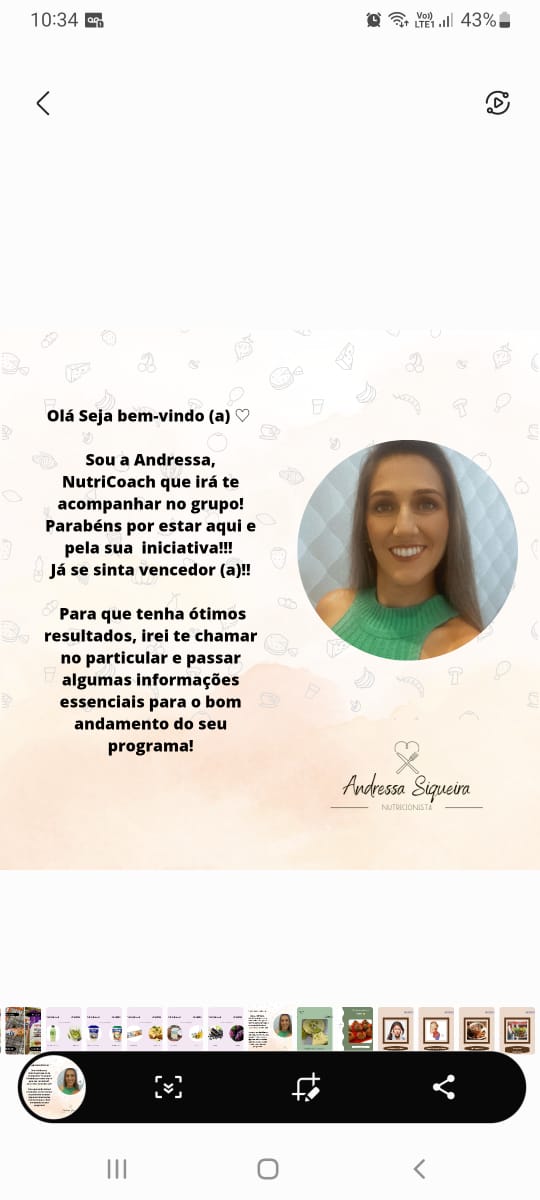 10:34
Vo))
LTE1
43%
Olá Seja bem-vindo (a) ♡
Sou a Andressa,
NutriCoach que irá te
acompanhar no grupo!
Parabéns por estar aqui e
pela sua iniciativa!!!
Já se sinta vencedor (a)!!
Para que tenha ótimos
resultados, irei te chamar
no particular e passar
algumas informações
essenciais para o bom
andamento do seu
programa!
Andressa Siqueira
NUTRICIONISTA